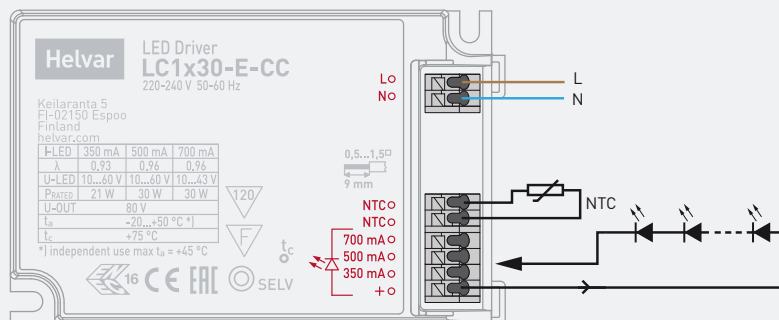 Helvar
LED Driver
LC1x30-E-CC
220-240 V 50-60 Hz
Keilaranta 5
FI-02150 Espoo
Finland
helvar.com
I-LED 350 mA 500 mA 700 mA
λ 0.93 0.96 0.96
U-LED 10...60 V 10...60 V 10...43 V
PRATED 21 W 30 W 30 W
U-OUT 80 V
ta -20...+50 °C *)
tc +75 °C
*) independent use max ta = +45 °C
120
F
16
CE EAC
SELV
tc
L
N
0,5...1,5
9 mm
NTC
NTC
700 mA
500 mA
350 mA
+
L
N
NTC